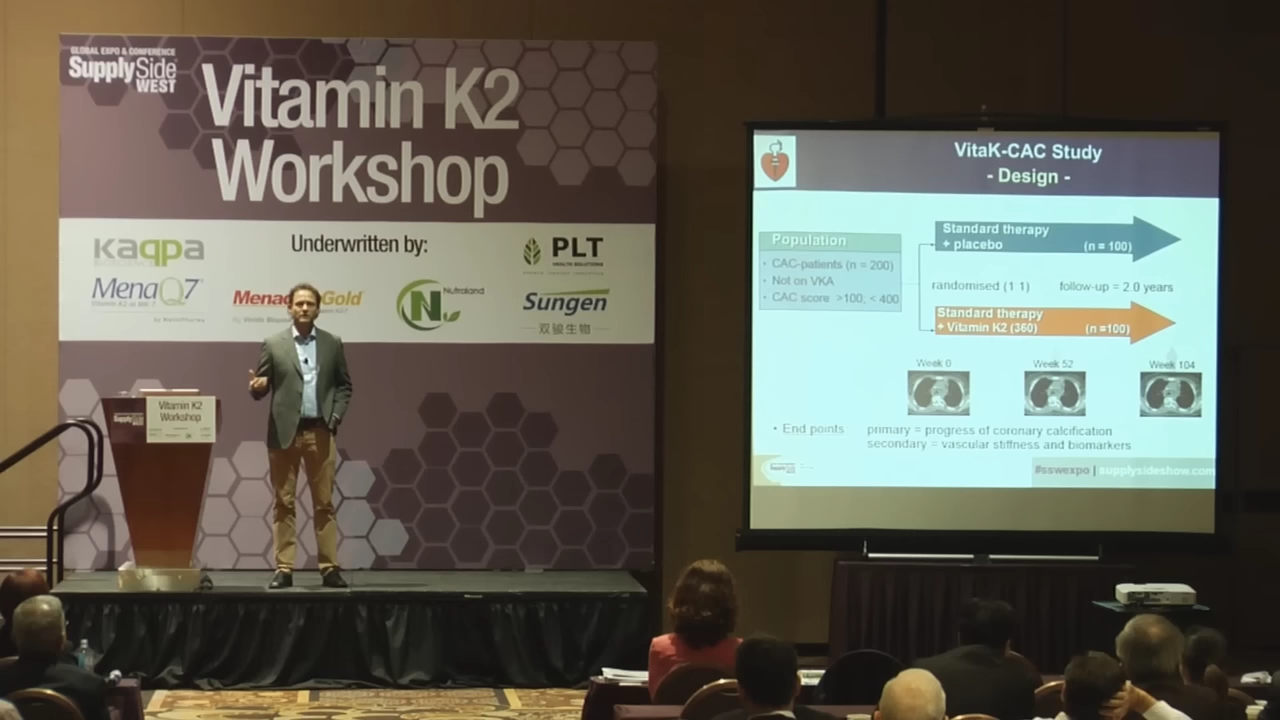 GLOBAL EXPO & CONFERENCE
SupplySide
WEST
Vitamin K2
Workshop
Underwritten by:
kappa
PLT
HEALTH SOLUTIONS
MenaQ7
Nutraland
Sungen
双骏生物
Vitamin K2
Workshop
VitaK-CAC Study
- Design -
Population
• CAC-patients (n = 200)
• Not on VKA
• CAC score >100, < 400
Standard therapy
+ placebo (n = 100)
randomised (1 1) follow-up = 2.0 years
Standard therapy
+ Vitamin K2 (360) (n =100)
Week 0
Week 52
Week 104
• End points primary = progress of coronary calcification
secondary = vascular stiffness and biomarkers
#sswexpo | supplysideshow.com